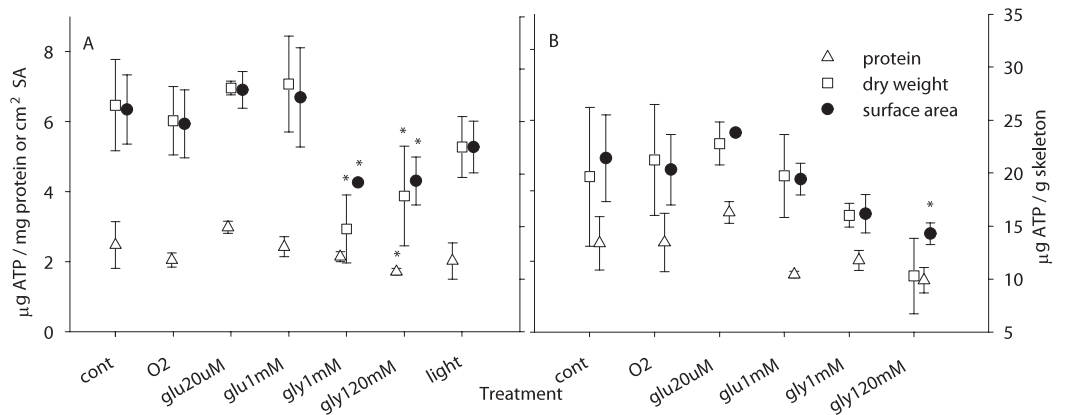 A
B
8
6
4
2
0
μg ATP / mg protein or cm² SA
* * * * *
cont O2 glu20uM glu1mM gly1mM gly120mM light
protein
dry weight
surface area
*
35
30
25
20
15
10
5
μg ATP / g skeleton
cont O2 glu20uM glu1mM gly1mM gly120mM
Treatment